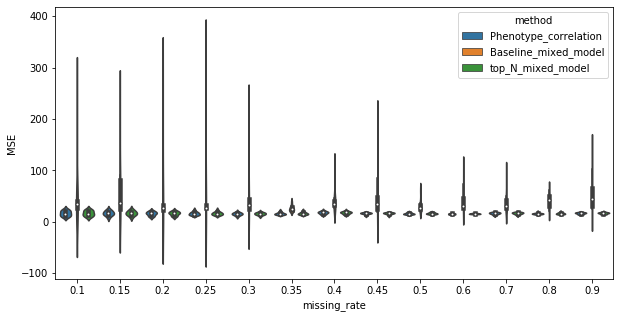 method
Phenotype_correlation
Baseline_mixed_model
top_N_mixed_model
400
300
200
100
0
-100
MSE
0.1 0.15 0.2 0.25 0.3 0.35 0.4 0.45 0.5 0.6 0.7 0.8 0.9
missing_rate